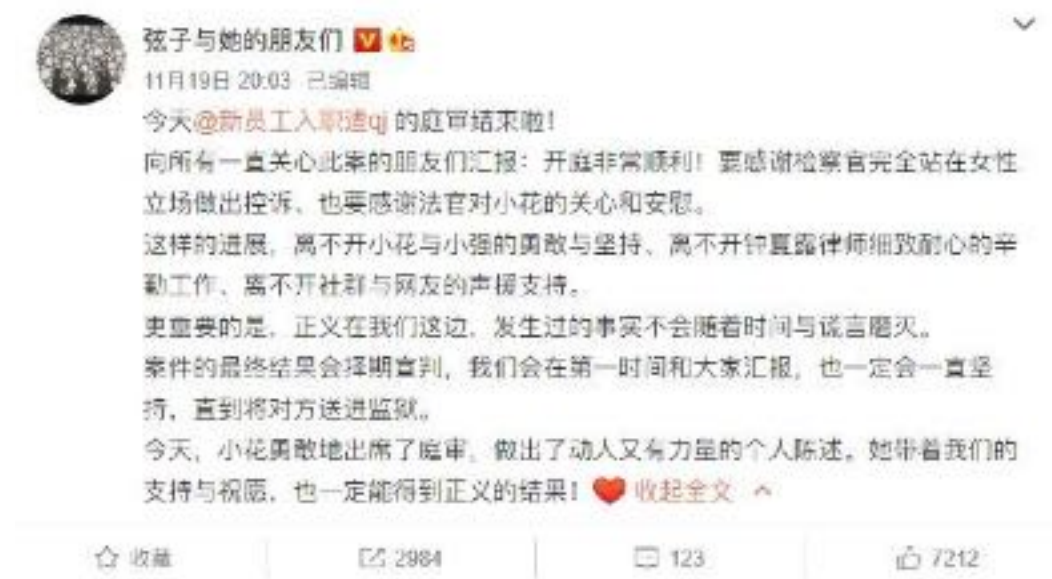 弦子与她的朋友们
11月19日 20:03 已编辑
今天@新员工入职遭qj 的庭审结束啦！
向所有一直关心此案的朋友们汇报：开庭非常顺利！要感谢检察官完全站在女性
立场做出控诉、也要感谢法官对小花的关心和安慰。
这样的进展，离不开小花与小强的勇敢与坚持、离不开钟夏露律师细致耐心的辛
勤工作、离不开社群与网友的声援支持。
更重要的是，正义在我们这边，发生过的事实不会随着时间与谎言磨灭。
案件的最终结果会择期宣判，我们会在第一时间和大家汇报，也一定会一直坚
持，直到将对方送进监狱。
今天，小花勇敢地出席了庭审，做出了动人又有力量的个人陈述。她带着我们的
支持与祝愿，也一定能得到正义的结果！ 收起全文
收藏 2984 123 7212